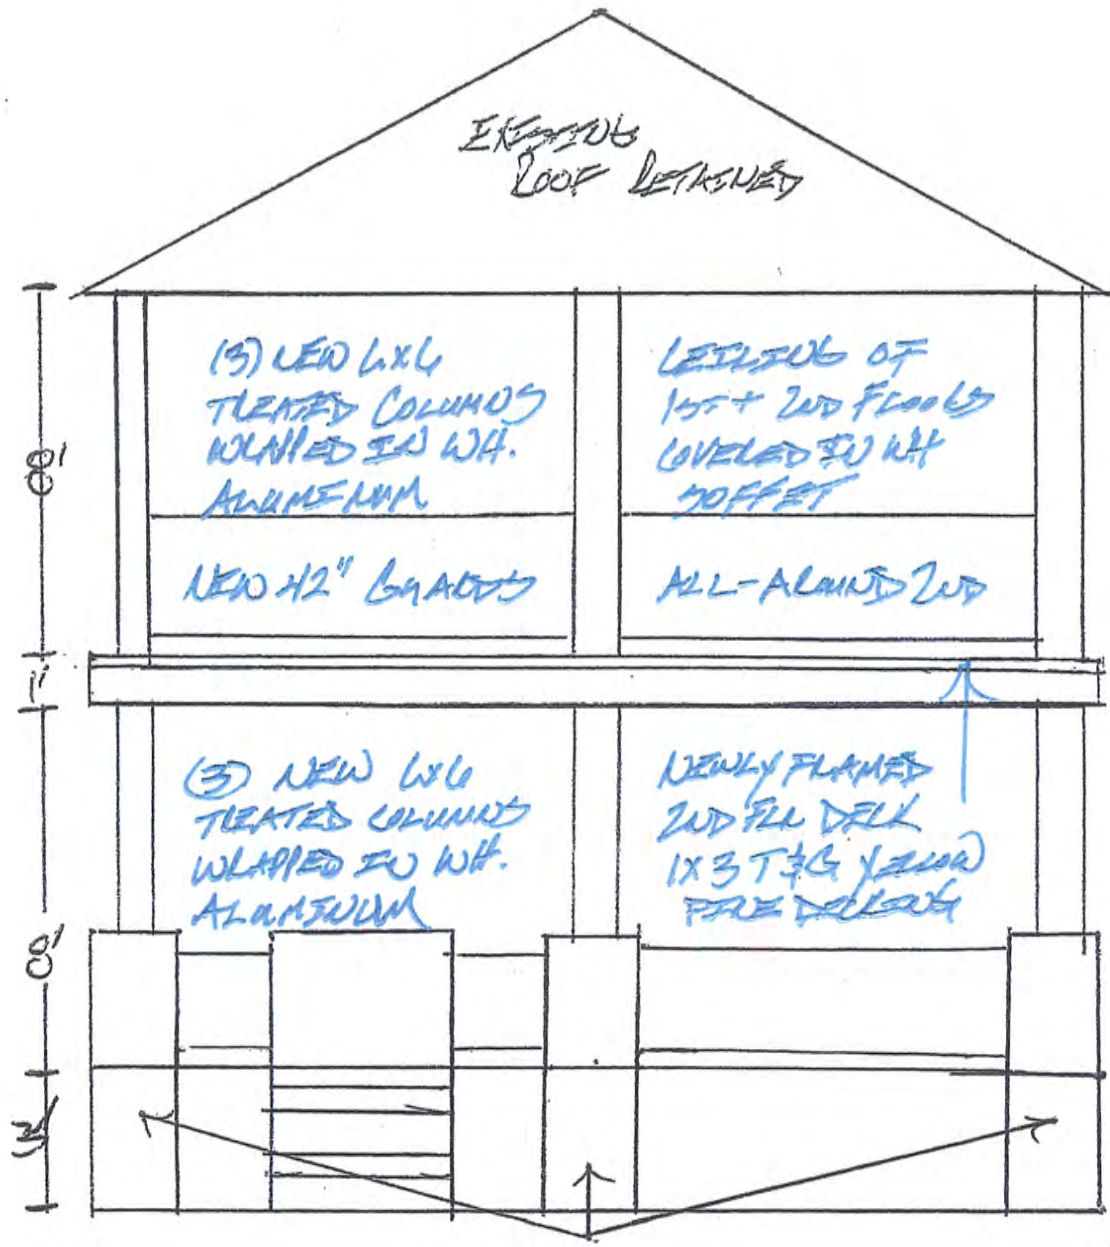 EXISTING
ROOF RETAINED
(3) NEW 6X6
TREATED COLUMNS
WRAPPED IN WH.
ALUMINUM
CEILING OF
1ST + 2ND FLOORS
COVERED IN WH
SOFFET
NEW 42" GUARDS
ALL-AROUND 2ND
8'
1'
(3) NEW 6X6
TREATED COLUMNS
WRAPPED IN WH.
ALUMINUM
NEWLY FRAMED
2ND FLR DECK
1X3 T&G YELLOW
PINE DECKING
8'